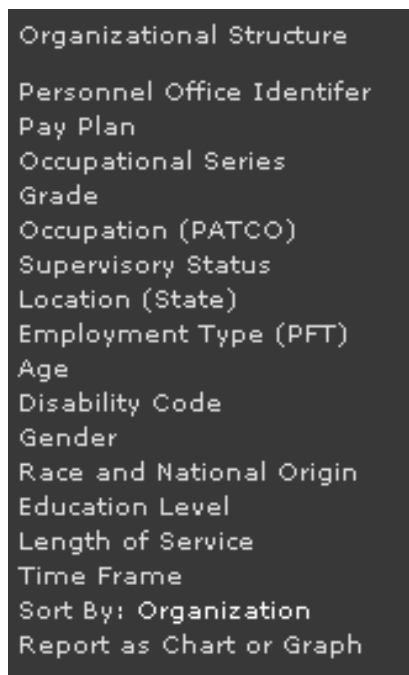 Organizational Structure
Personnel Office Identifer
Pay Plan
Occupational Series
Grade
Occupation (PATCO)
Supervisory Status
Location (State)
Employment Type (PFT)
Age
Disability Code
Gender
Race and National Origin
Education Level
Length of Service
Time Frame
Sort By: Organization
Report as Chart or Graph